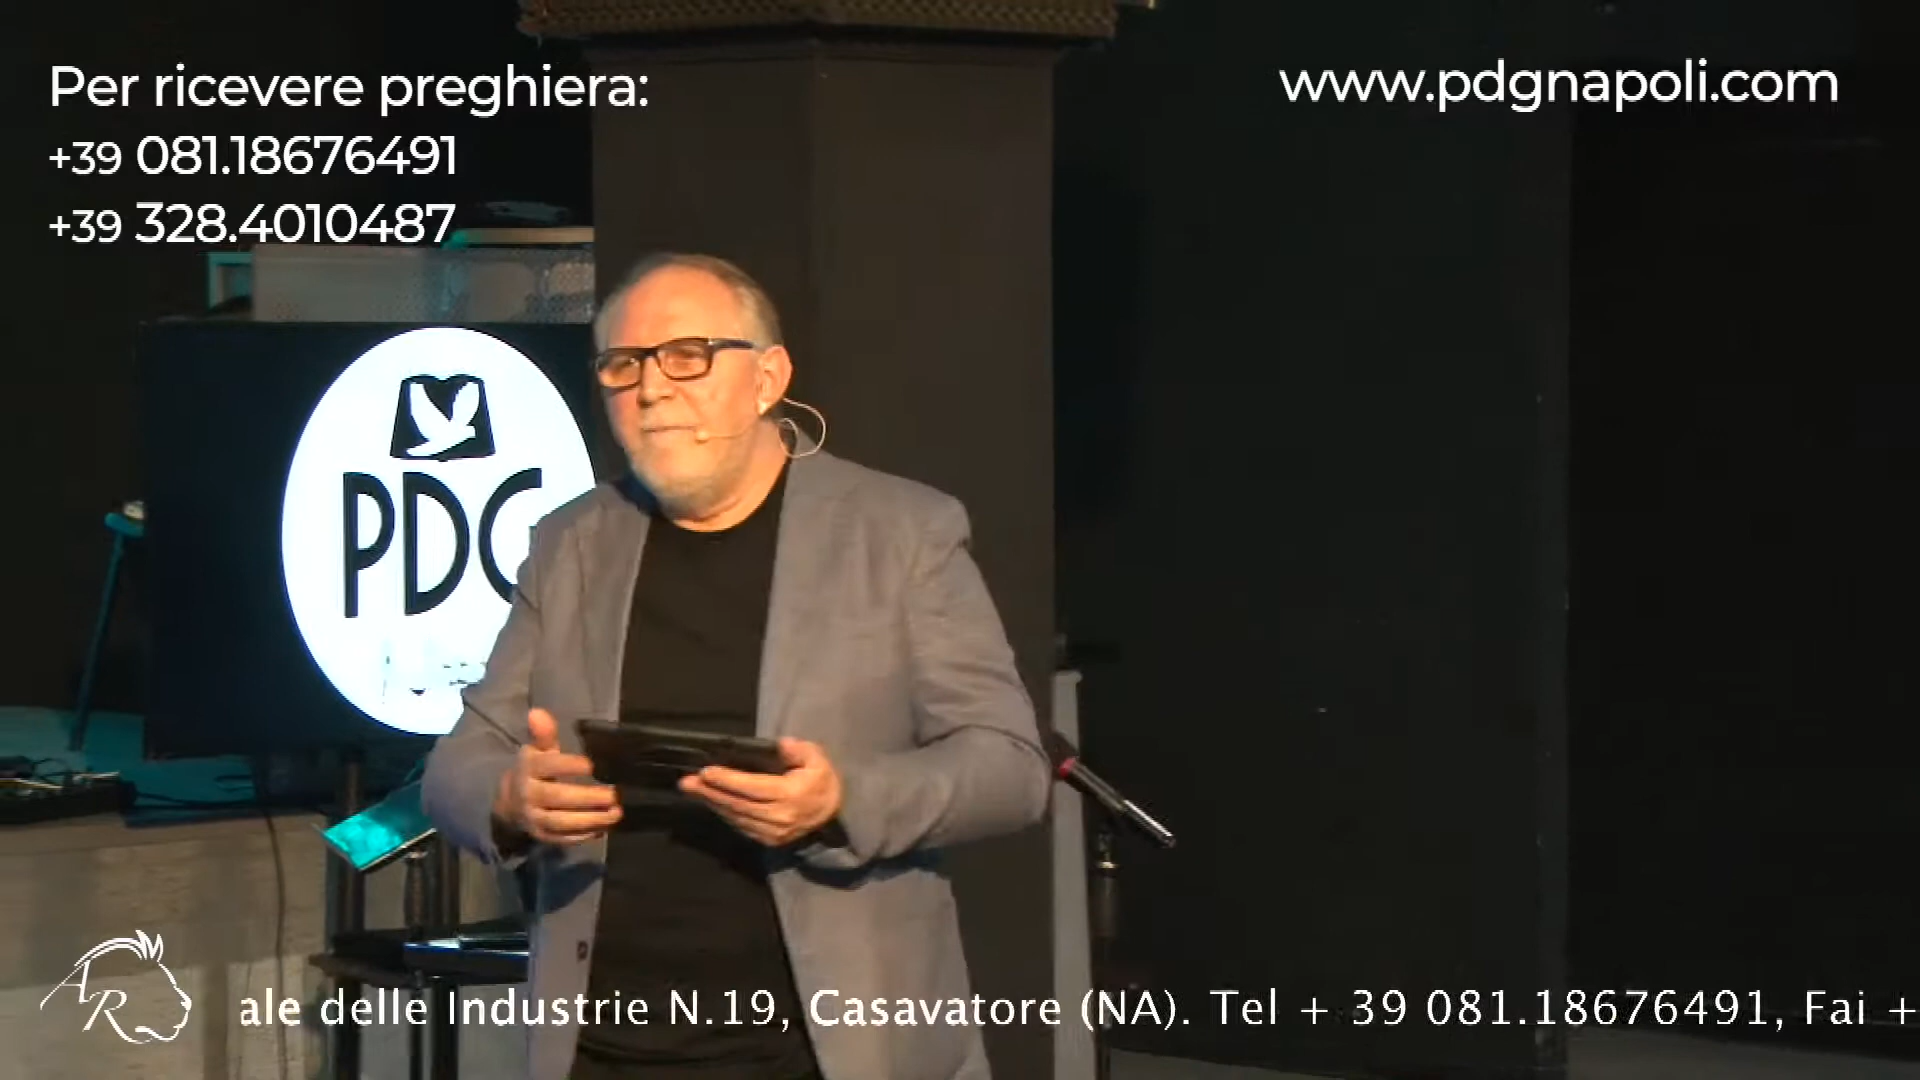 Per ricevere preghiera:
+39 081.18676491
+39 328.4010487
www.pdgnapoli.com
PDG
AR
ale delle Industrie N.19, Casavatore (NA). Tel + 39 081.18676491, Fai +